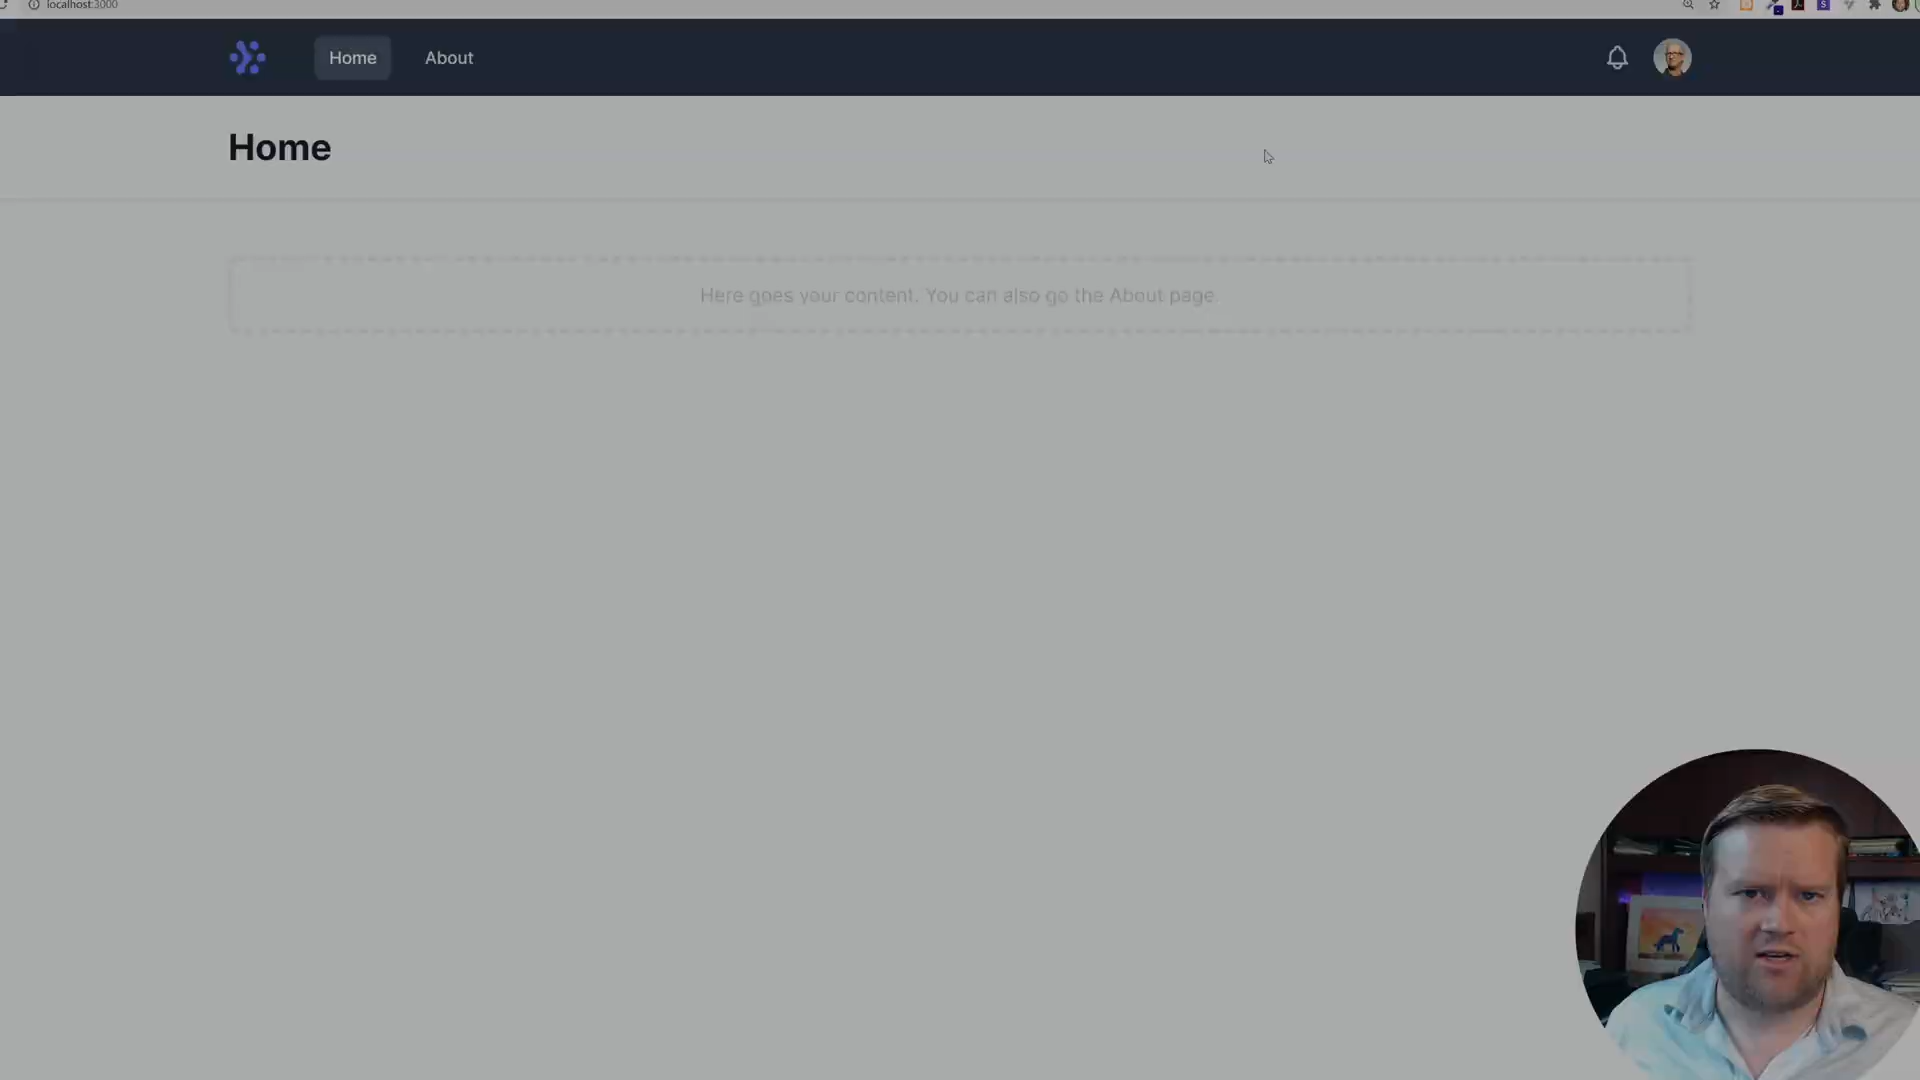 localhost:3000
Home
About
Home
Here goes your content. You can also go the About page